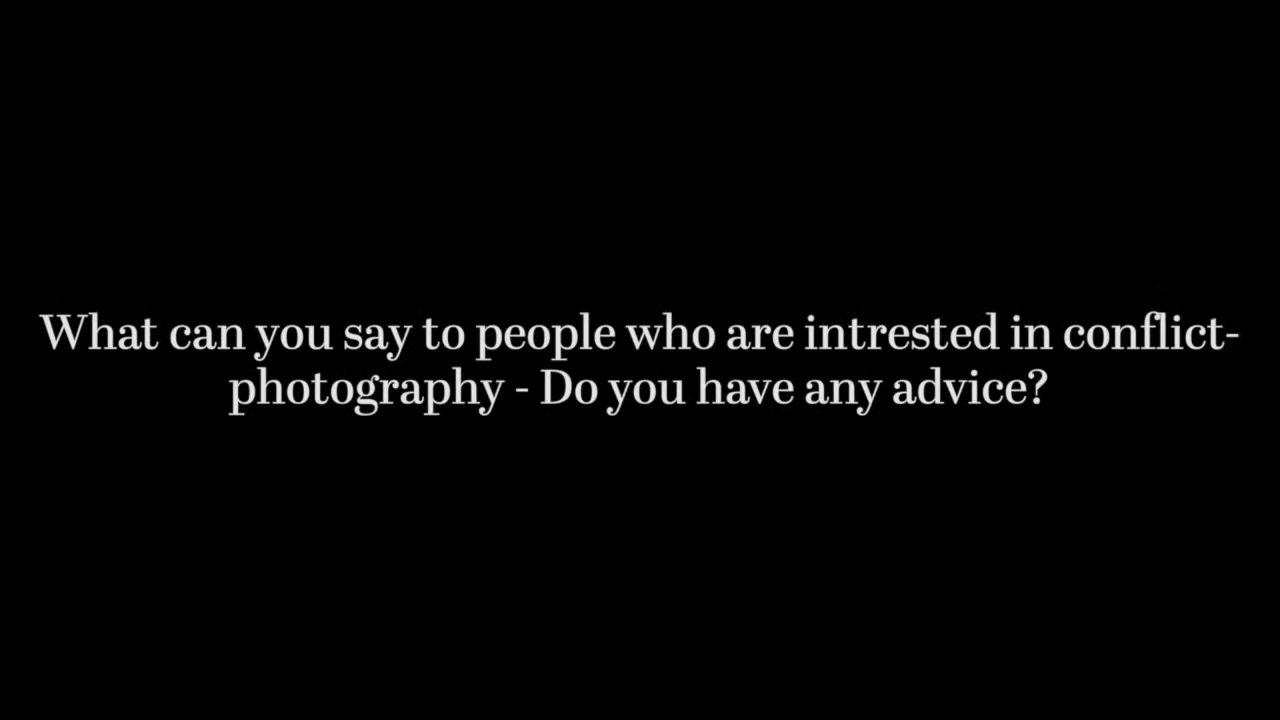 What can you say to people who are intrested in conflict-
photography - Do you have any advice?